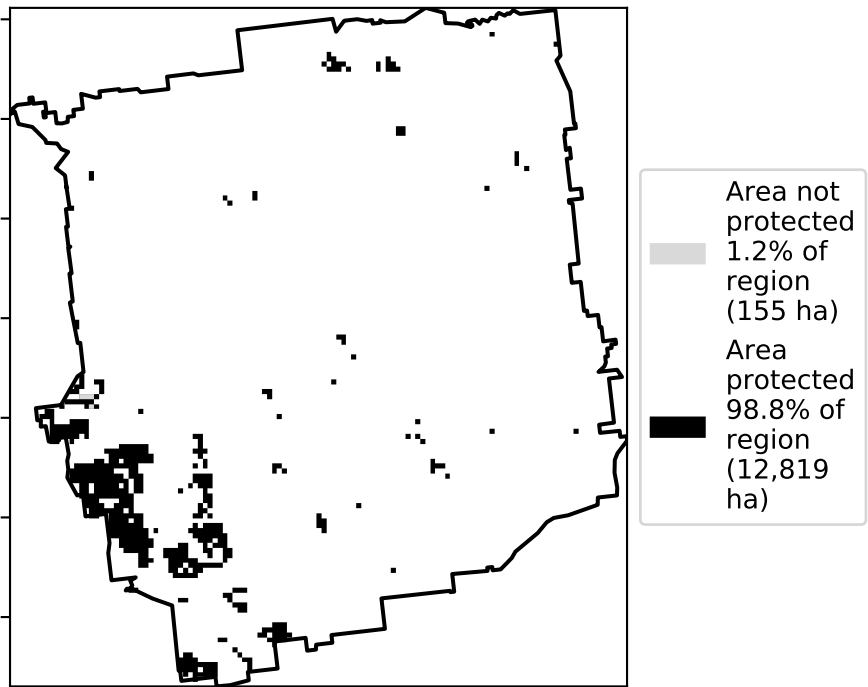 Area not
protected
1.2% of
region
(155 ha)
Area
protected
98.8% of
region
(12,819
ha)